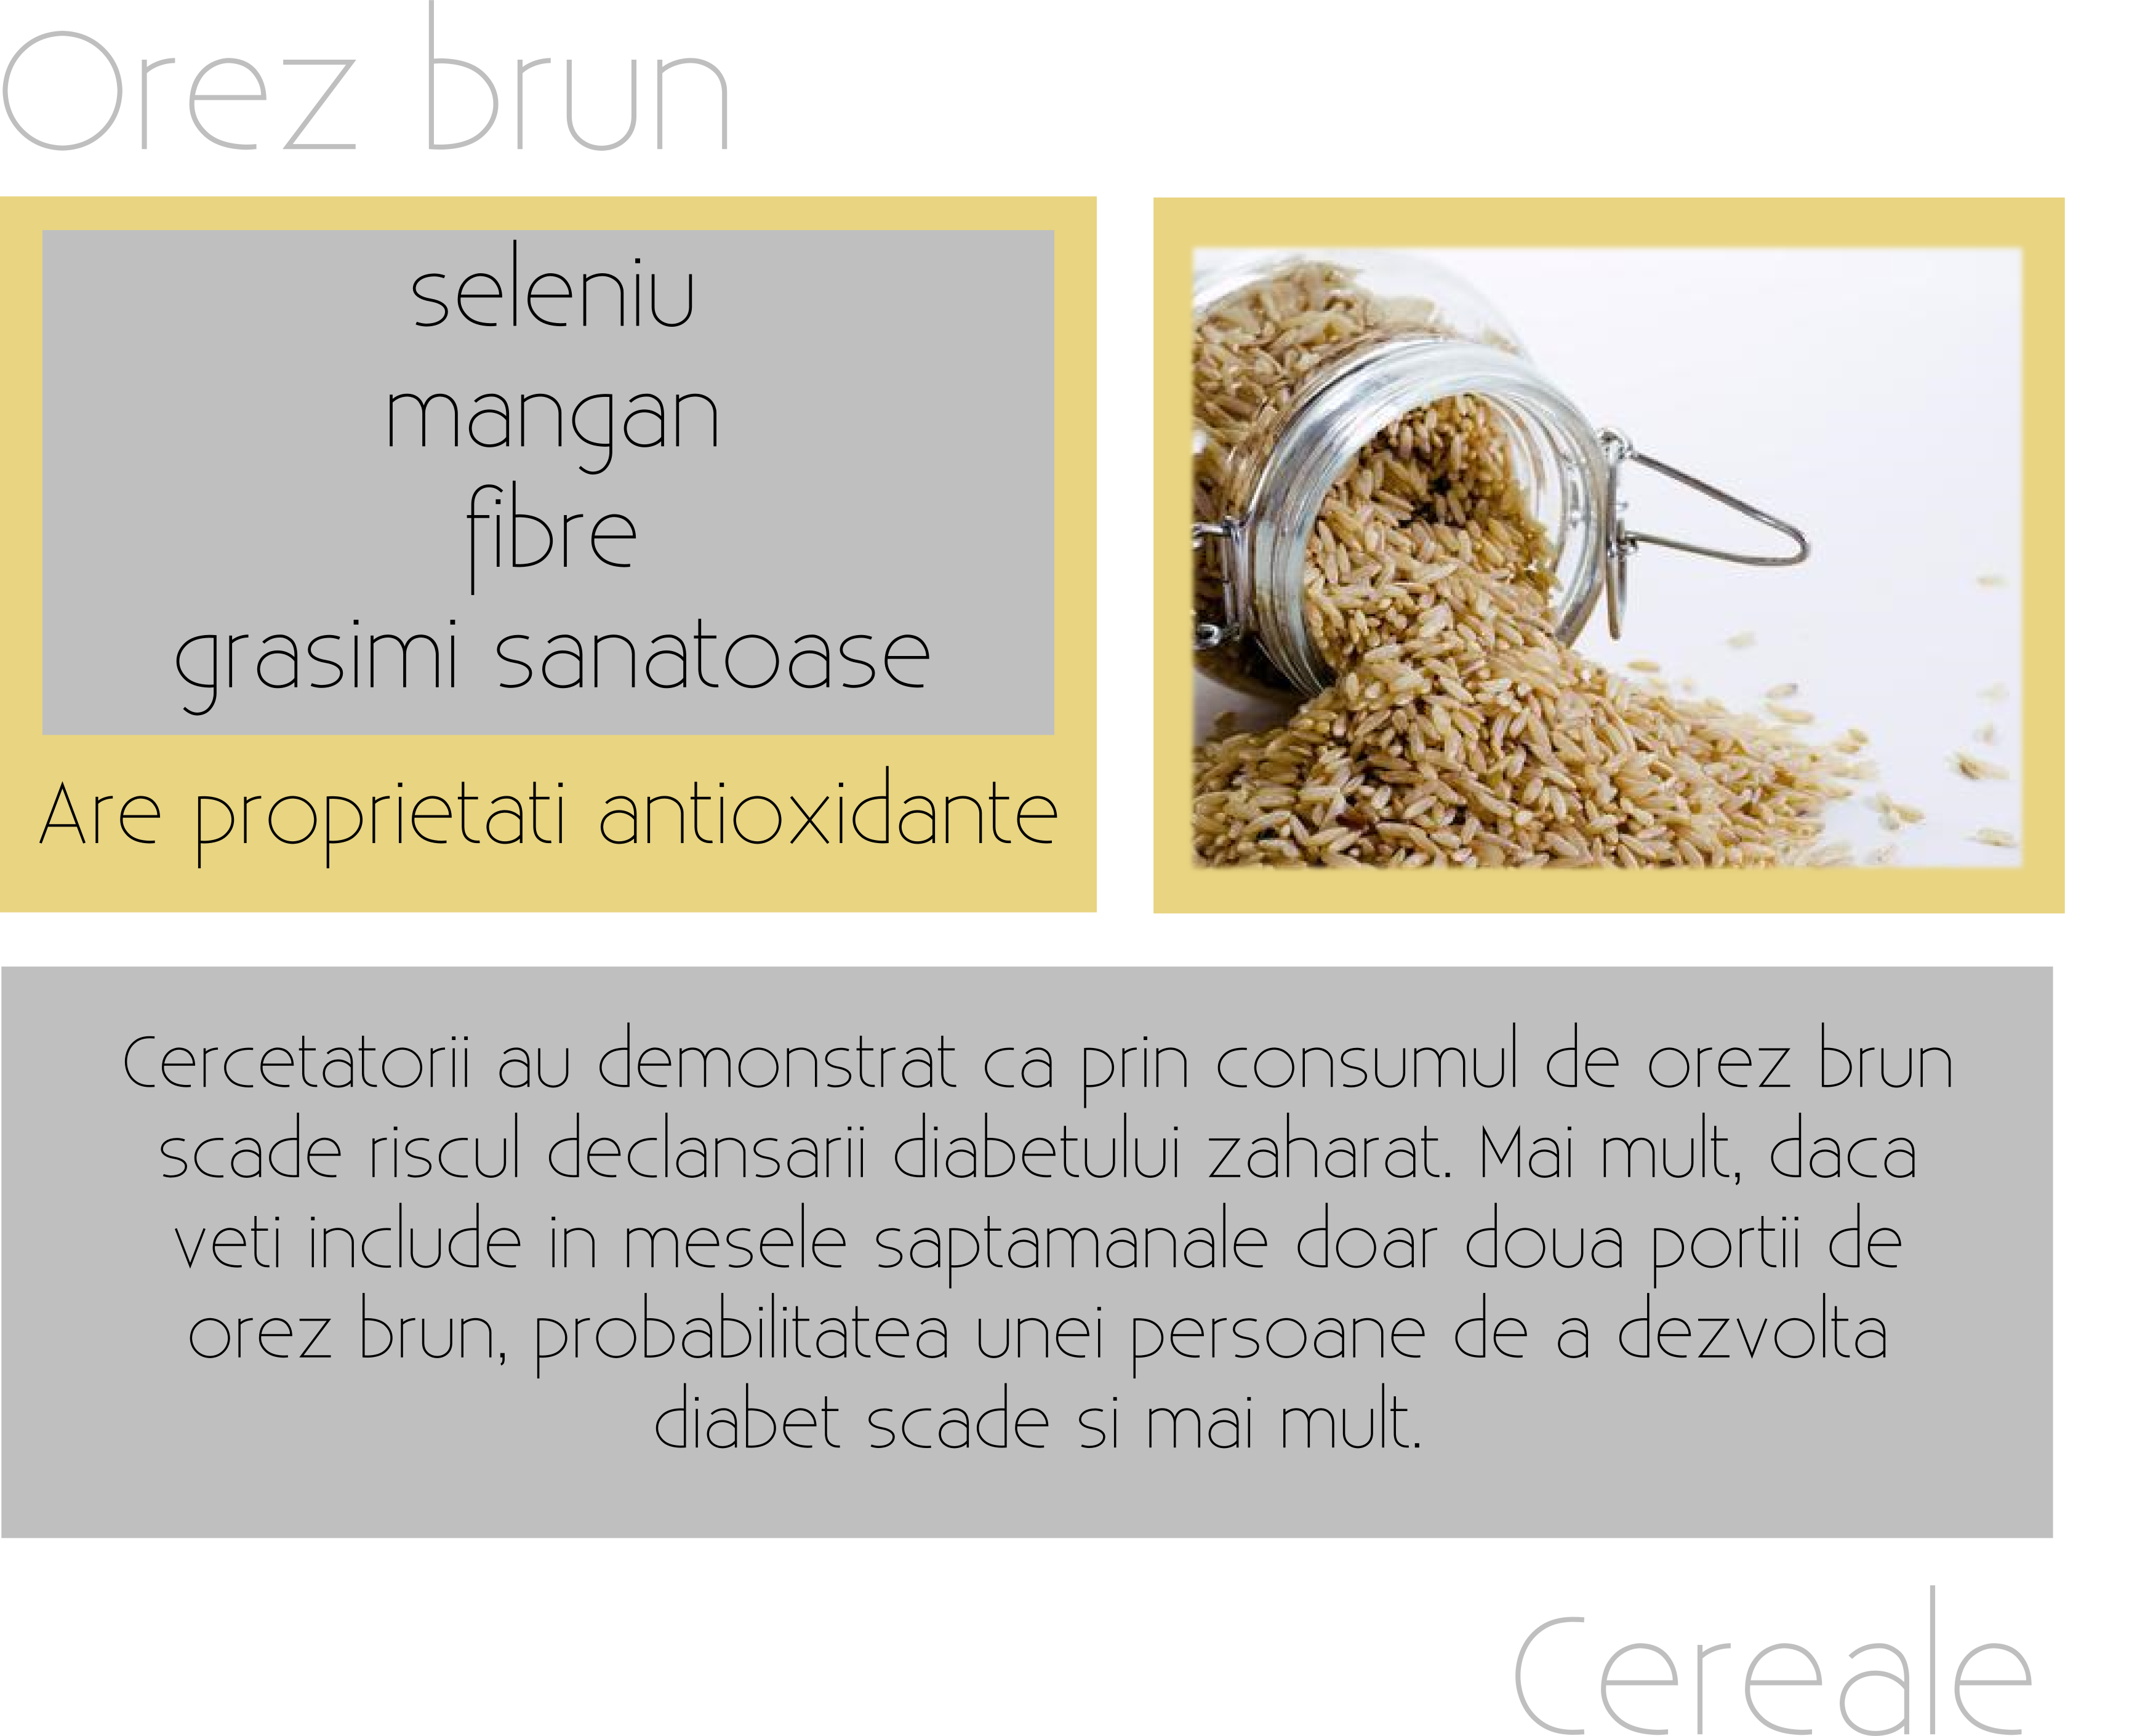 Orez brun
seleniu
mangan
fibre
grasimi sanatoase
Are proprietati antioxidante
Cercetatorii au demonstrat ca prin consumul de orez brun
scade riscul declansarii diabetului zaharat. Mai mult, daca
veti include in mesele saptamanale doar doua portii de
orez brun, probabilitatea unei persoane de a dezvolta
diabet scade si mai mult.
Cereale